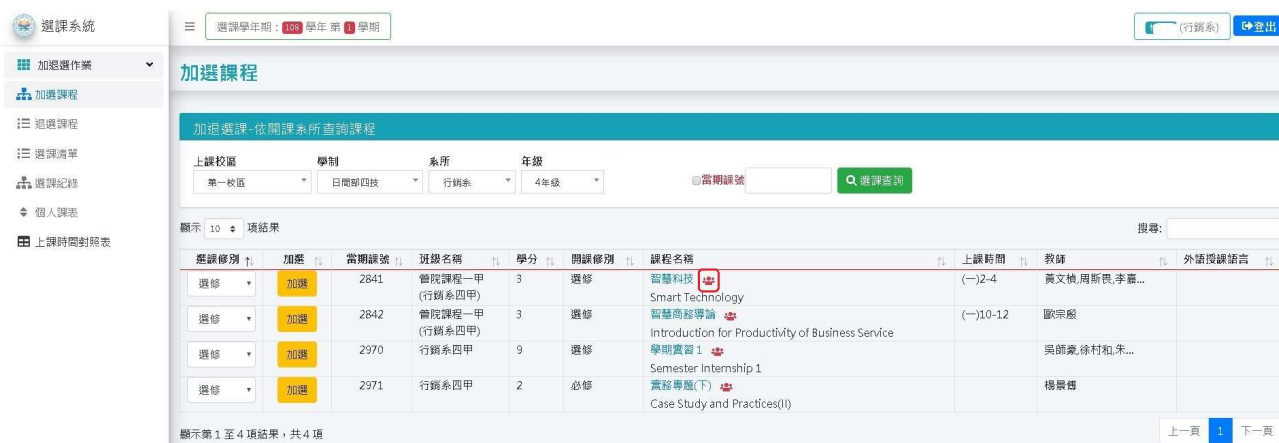 選課系統
選課學年期：108 學年 第 1 學期
(行銷系)
登出
加退選作業
加選課程
退選課程
選課清單
選課紀錄
個人課表
上課時間對照表
加選課程
加退選課-依開課系所查詢課程
上課校區 學制 系所 年級
第一校區 日間部四技 行銷系 4年級 當期課號 選課查詢
顯示 10 項結果 搜尋:
選課修別 加選 當期課號 班級名稱 學分 開課修別 課程名稱 上課時間 教師 外語授課語言
選修 加選 2841 管院課程一甲 3 選修 智慧科技 (一)2-4 黃文楨,周斯畏,李嘉...
(行銷系四甲) Smart Technology
選修 加選 2842 管院課程一甲 3 選修 智慧商務導論 (一)10-12 歐宗殷
(行銷系四甲) Introduction for Productivity of Business Service
選修 加選 2970 行銷系四甲 9 選修 學期實習1 吳師豪,徐村和,朱...
Semester Internship 1
選修 加選 2971 行銷系四甲 2 必修 實務專題(下) 楊景傅
Case Study and Practices(II)
顯示第 1 至 4 項結果，共 4 項
上一頁 1 下一頁